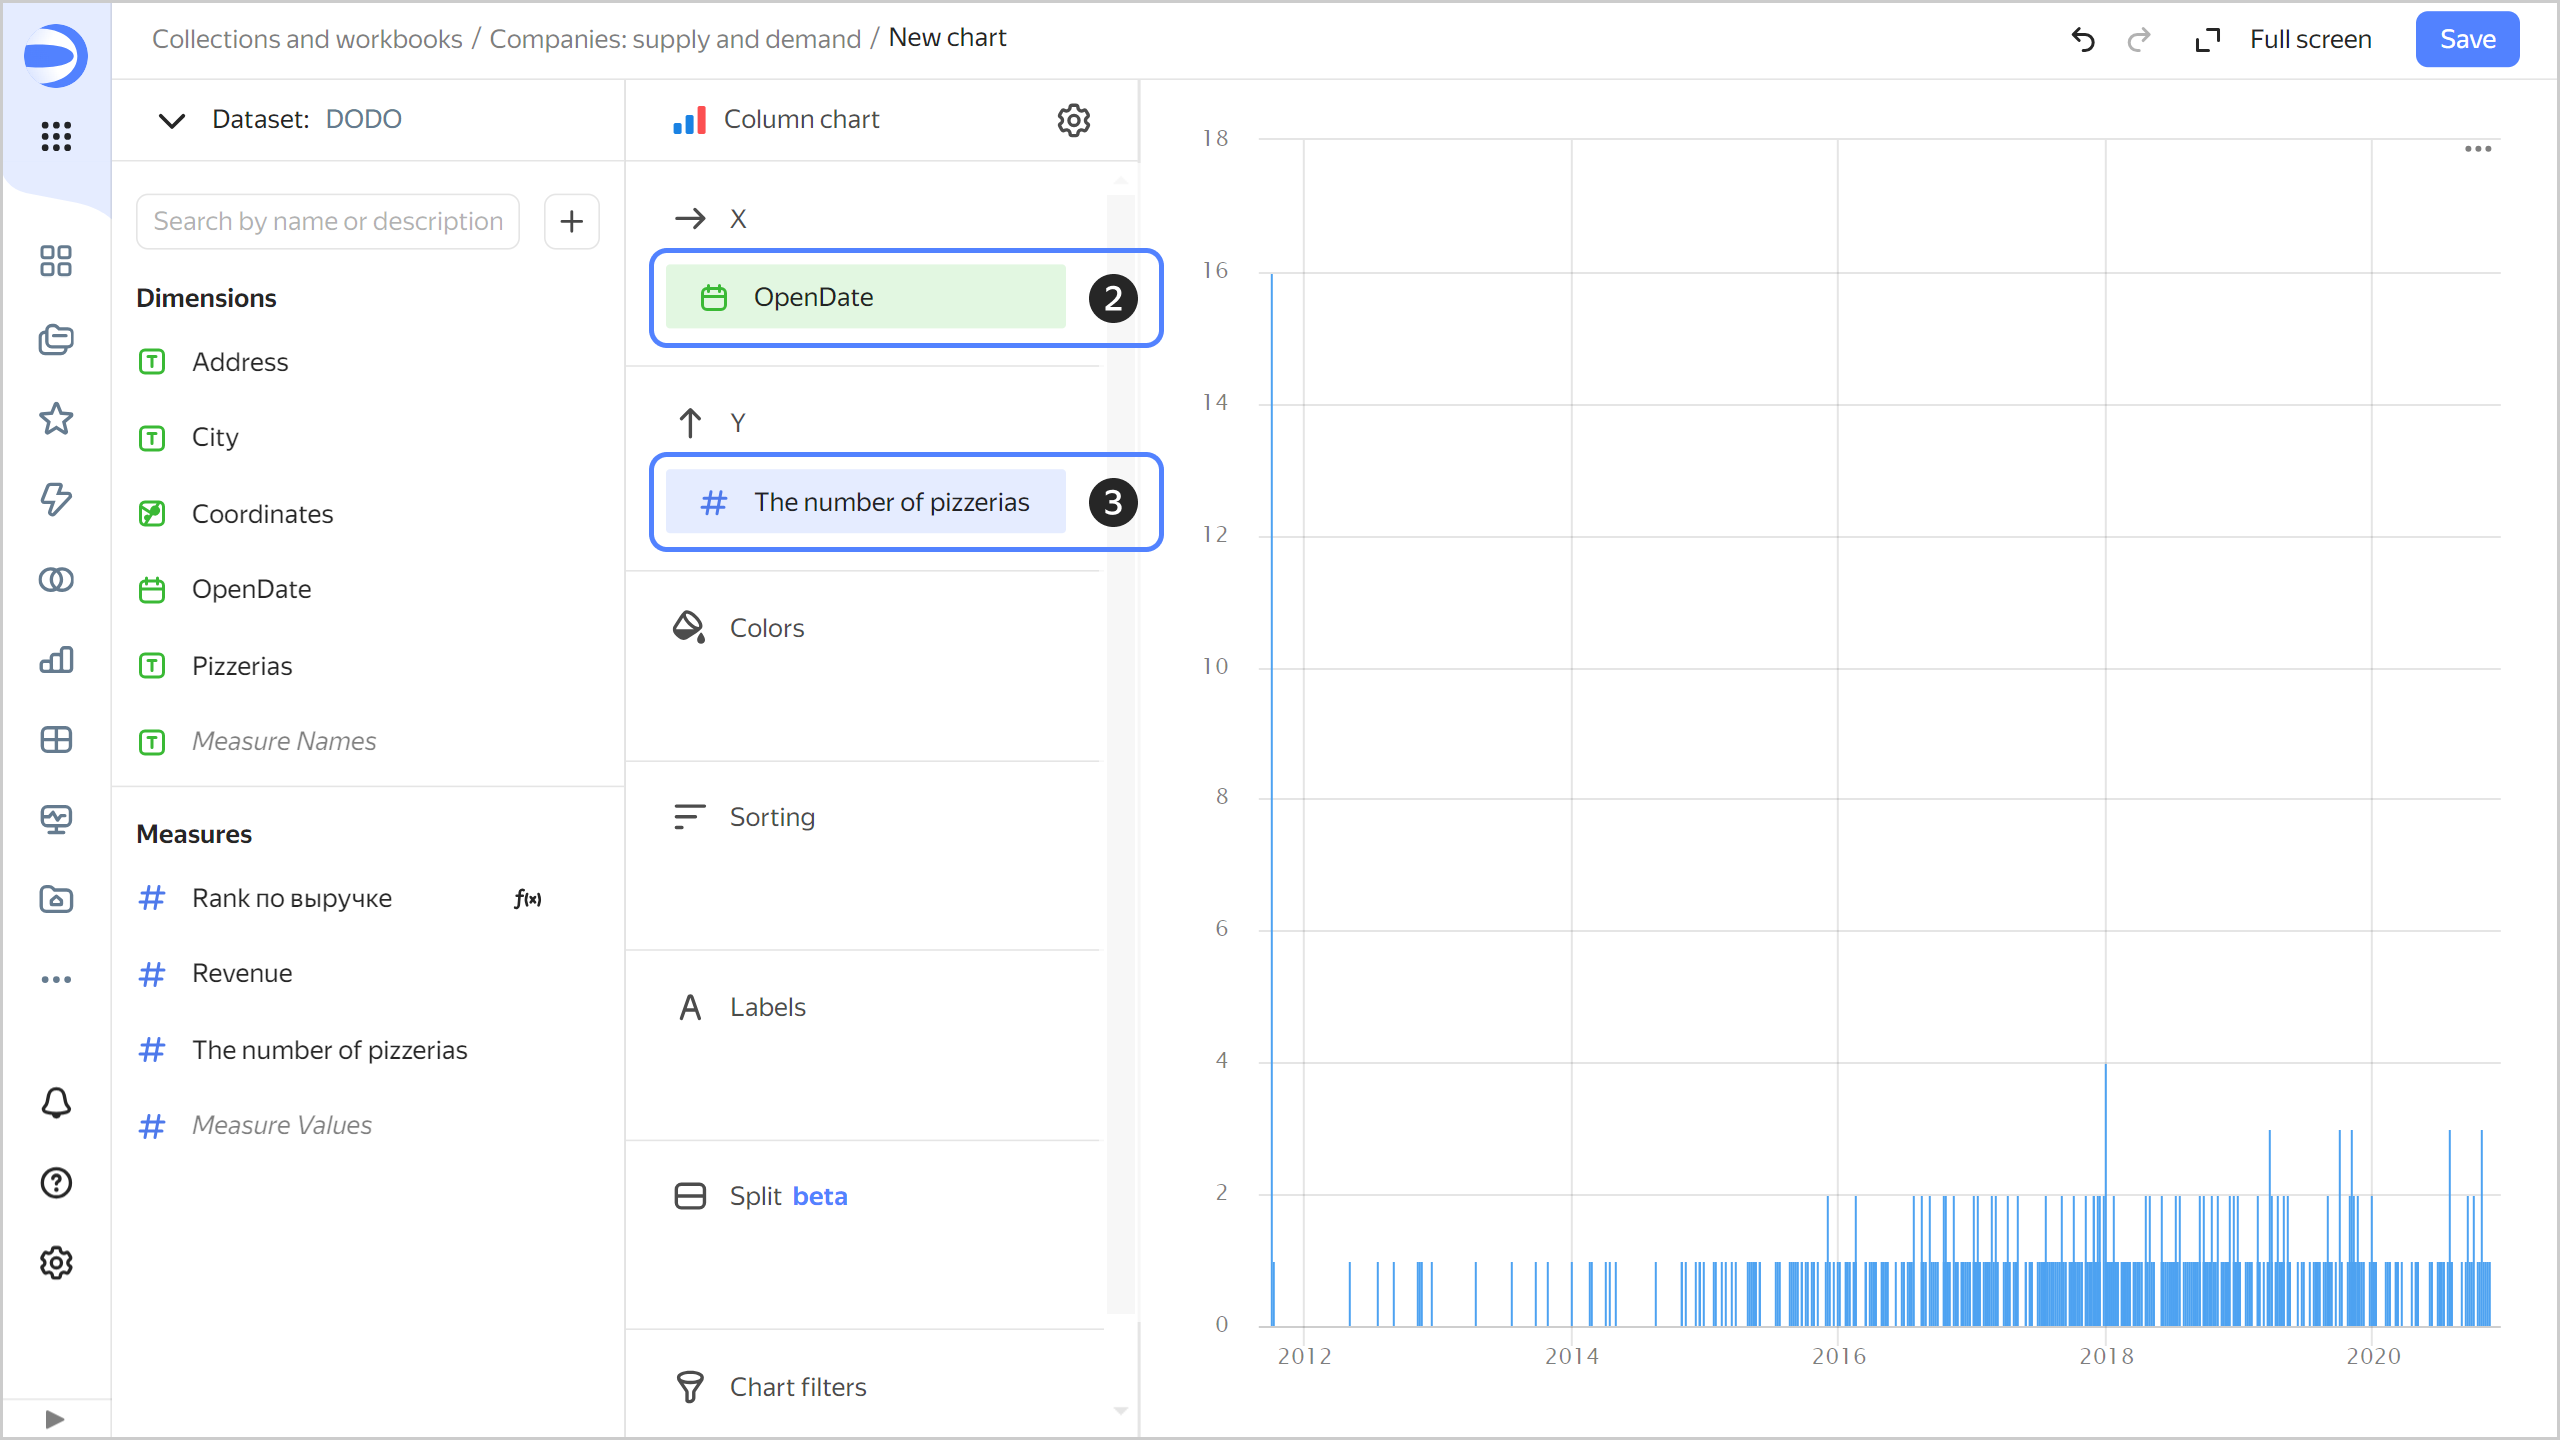 Collections and workbooks / Companies: supply and demand / New chart
Full screen
Save
Dataset: DODO
Search by name or description
Dimensions
Address
City
Coordinates
OpenDate
Pizzerias
Measure Names
Measures
Rank по выручке
f(x)
Revenue
The number of pizzerias
Measure Values
Column chart
X
OpenDate
2
Y
The number of pizzerias
3
Colors
Sorting
Labels
Split beta
Chart filters
18
16
14
12
10
8
6
4
2
0
2012 2014 2016 2018 2020